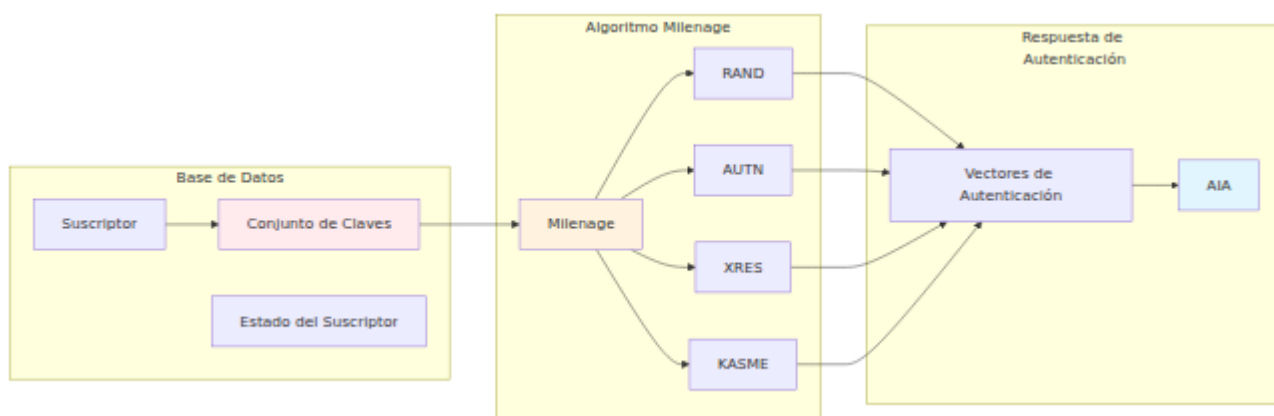 Base de Datos
Suscriptor
Conjunto de Claves
Estado del Suscriptor
Algoritmo Milenage
Milenage
RAND
AUTN
XRES
KASME
Respuesta de
Autenticación
Vectores de
Autenticación
AIA